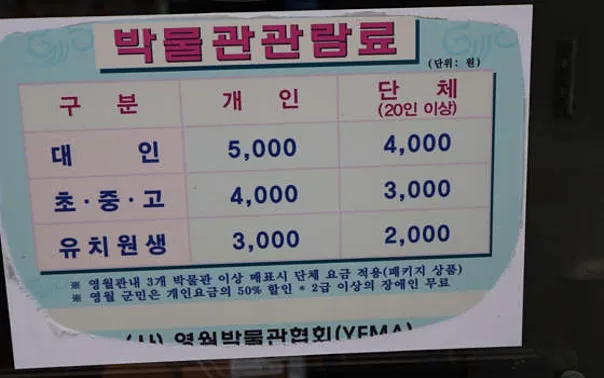 박물관관람료
(단위: 원)
구 분 개 인 단 체
(20인 이상)
대 인 5,000 4,000
초·중·고 4,000 3,000
유치원생 3,000 2,000
※ 영월관내 3개 박물관 이상 매표시 단체 요금 적용(패키지 상품)
※ 영월 군민은 개인요금의 50% 할인 * 2급 이상의 장애인 무료
(사) 영월박물관협회(YEMA)